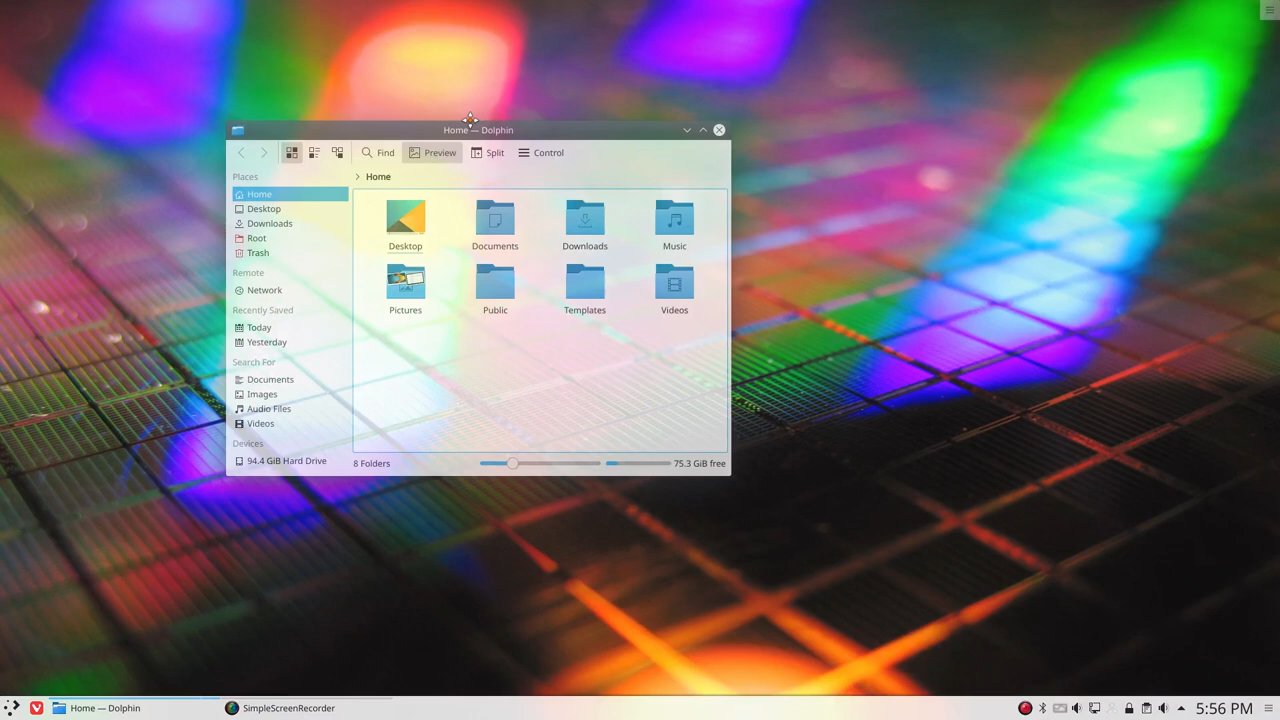 Home — Dolphin
Find Preview Split Control
Places
Home
Desktop
Downloads
Root
Trash
Remote
Network
Recently Saved
Today
Yesterday
Search For
Documents
Images
Audio Files
Videos
Devices
94.4 GiB Hard Drive
Home
Desktop Documents Downloads Music
Pictures Public Templates Videos
8 Folders 75.3 GiB free
Home — Dolphin SimpleScreenRecorder 5:56 PM